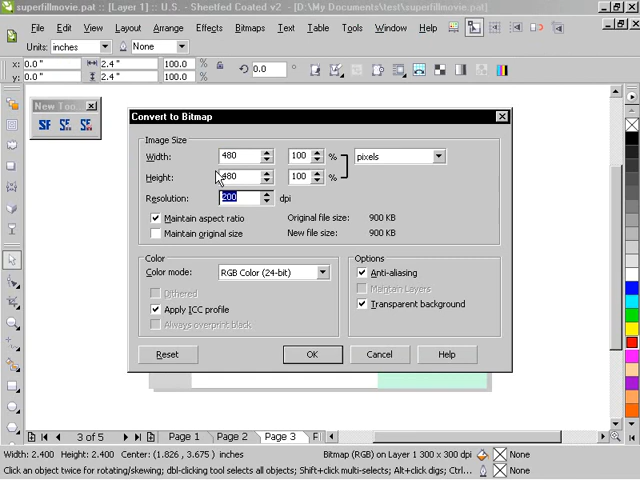 superfillmovie.pat :: [Layer 1] :: U.S. - Sheetfed Coated v2 - [D:\My Documents\test\superfillmovie.pat]
File Edit View Layout Arrange Effects Bitmaps Text Tools Window Help
Units: inches None
x: 0.0 " 2.4 " 100.0
y: 0.0 " 2.4 " 100.0
0.0
New Too...
SF SF SF
Convert to Bitmap
Image Size
Width: 480 100 % pixels
Height: 480 100 %
Resolution: 200 dpi
Maintain aspect ratio Original file size: 900 KB
Maintain original size New file size: 900 KB
Color Options
Color mode: RGB Color (24-bit) Anti-aliasing
Dithered Maintain Layers
Apply ICC profile Transparent background
Always overprint black
Reset OK Cancel Help
3 of 5 Page 1 Page 2 Page 3 P
Width: 2.400 Height: 2.400 Center: (1.826 , 3.675 ) inches Bitmap (RGB) on Layer 1 300 x 300 dpi None
Click an object twice for rotating/skewing; dbl-clicking tool selects all objects; Shift+click multi-selects; Alt+click digs; Ctrl... None